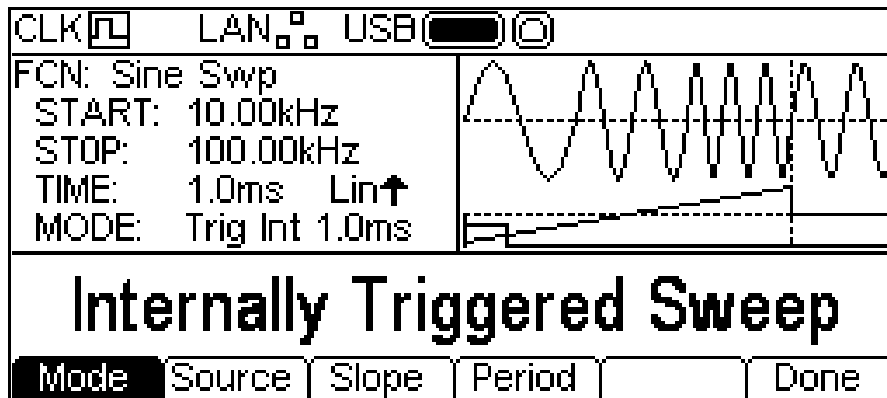 CLK LAN USB
FCN: Sine Swp
START: 10.00kHz
STOP: 100.00kHz
TIME: 1.0ms Lin↑
MODE: Trig Int 1.0ms
Internally Triggered Sweep
Mode Source Slope Period Done